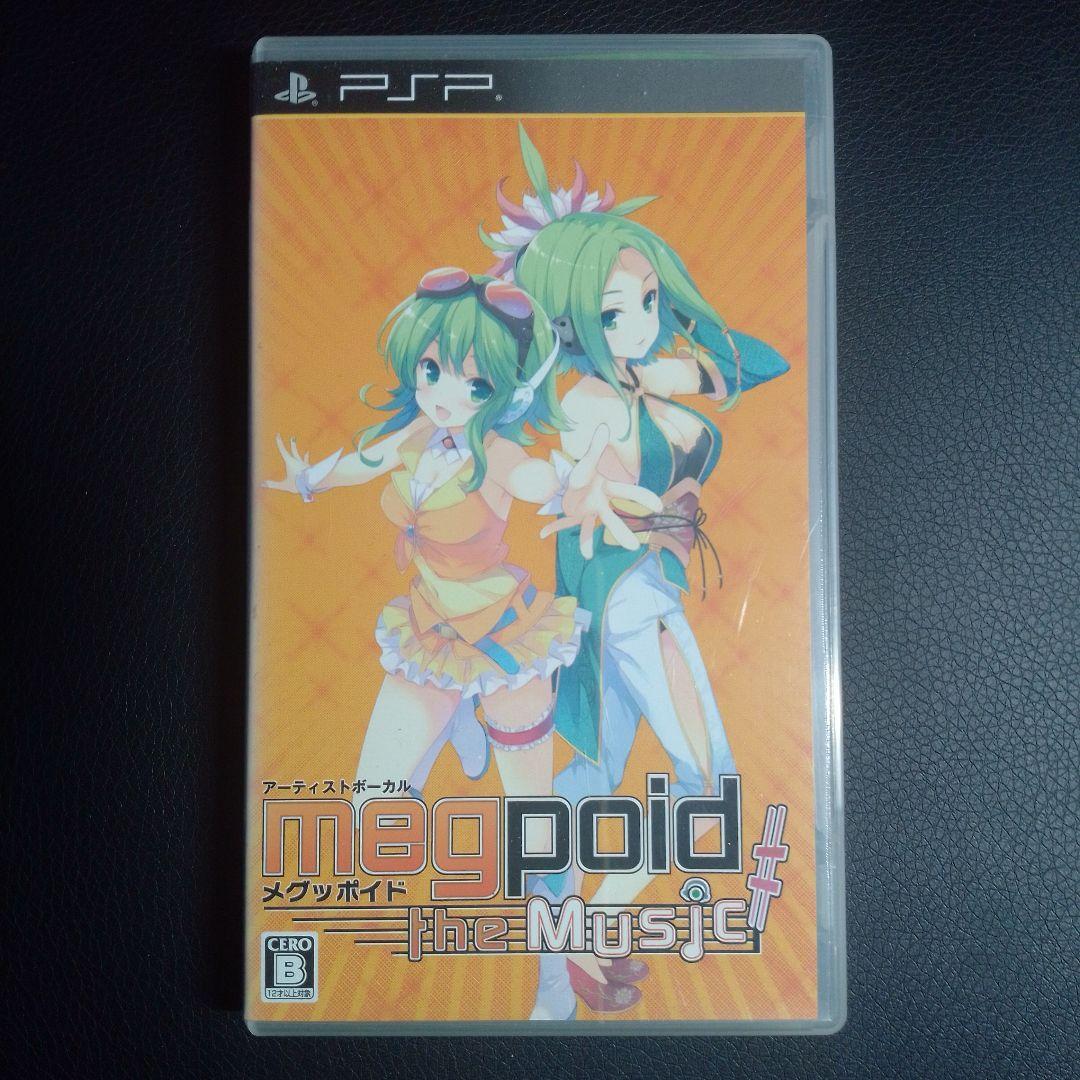 PSP®
アーティストボーカル
megpoid
メグッポイド
the Music#
CERO
B
12才以上対象